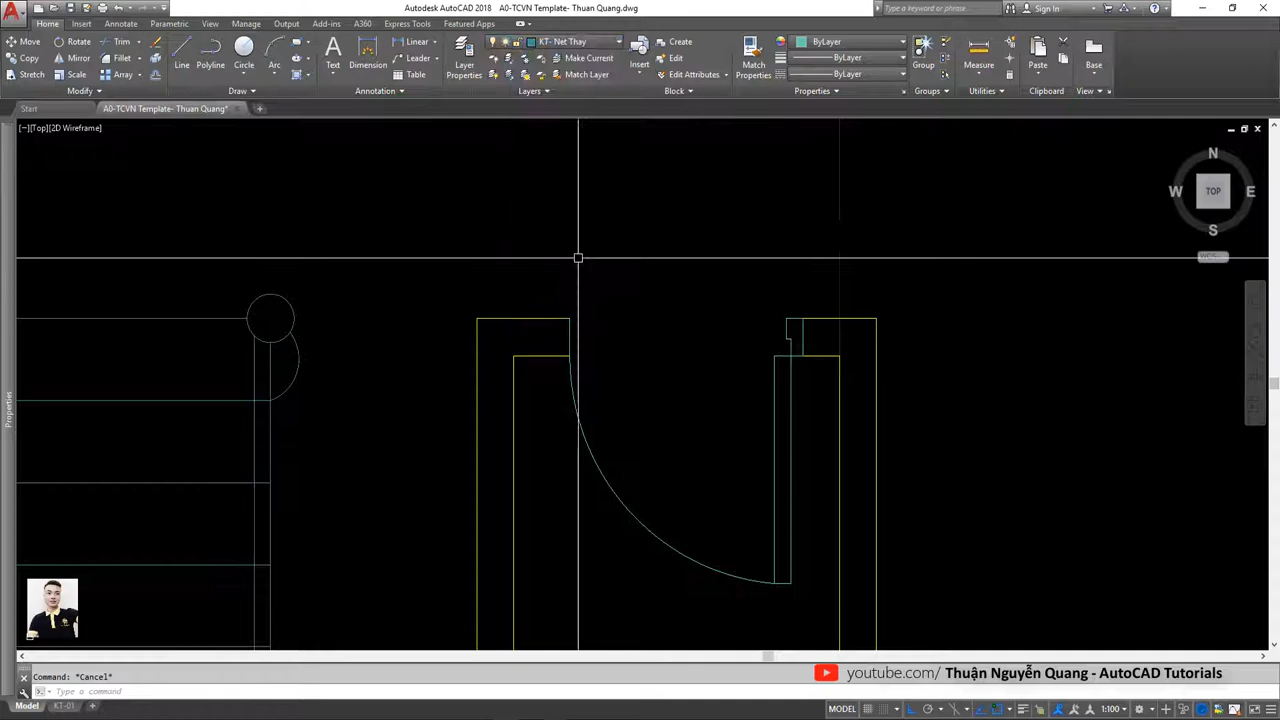 Autodesk AutoCAD 2018 A0-TCVN Template- Thuan Quang.dwg
Type a keyword or phrase
Sign In
Home Insert Annotate Parametric View Manage Output Add-ins A360 Express Tools Featured Apps
Move Rotate Trim
Copy Mirror Fillet
Stretch Scale Array
Modify
Line Polyline Circle Arc
Draw
Text Dimension
Linear
Leader
Table
Annotation
Layer Properties
KT- Net Thay
Make Current
Match Layer
Layers
Insert
Create
Edit
Edit Attributes
Block
Match Properties
ByLayer
ByLayer
ByLayer
Properties
Group
Groups
Measure
Utilities
Paste
Clipboard
Base
View
Start A0-TCVN Template- Thuan Quang*
[−][Top][2D Wireframe]
N
W TOP E
S
Properties
Command: *Cancel*
Type a command
youtube.com/ Thuận Nguyễn Quang - AutoCAD Tutorials
Model KT-01
MODEL
1:100